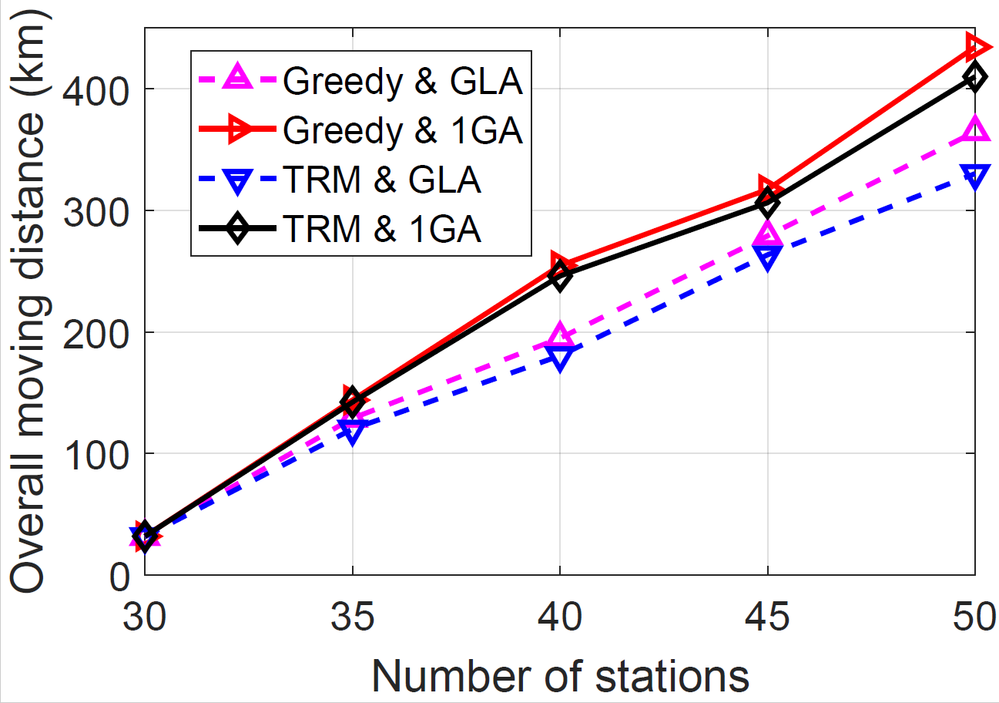 Overall moving distance (km)
400
300
200
100
0
Greedy & GLA
Greedy & 1GA
TRM & GLA
TRM & 1GA
30 35 40 45 50
Number of stations